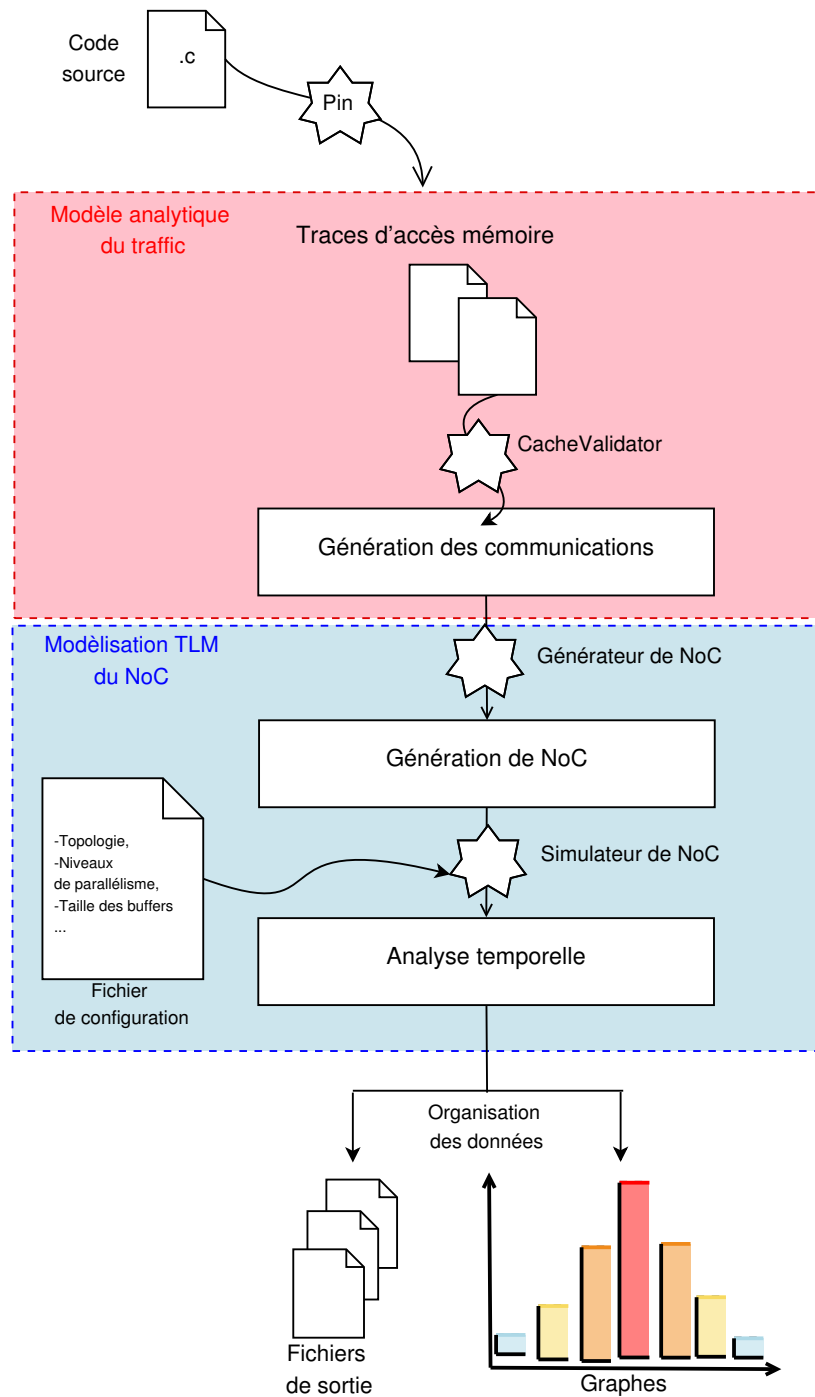 Code
source
.c
Pin
Modèle analytique
du traffic
Traces d'accès mémoire
CacheValidator
Génération des communications
Modèlisation TLM
du NoC
Générateur de NoC
Génération de NoC
-Topologie,
-Niveaux
de parallélisme,
-Taille des buffers
...
Simulateur de NoC
Analyse temporelle
Fichier
de configuration
Organisation
des données
Fichiers
de sortie
Graphes